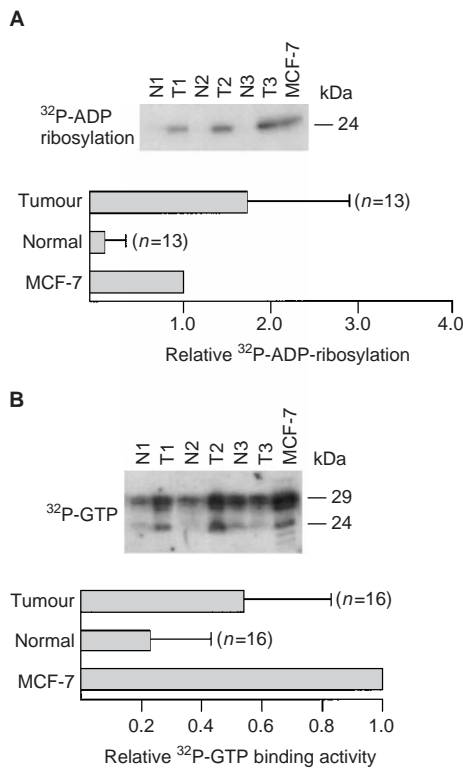 A
N1 T1 N2 T2 N3 T3 MCF-7 kDa
³²P-ADP
ribosylation
24
Tumour (n=13)
Normal (n=13)
MCF-7
1.0 2.0 3.0 4.0
Relative ³²P-ADP-ribosylation
B
N1 T1 N2 T2 N3 T3 MCF-7 kDa
29
³²P-GTP
24
Tumour (n=16)
Normal (n=16)
MCF-7
0.2 0.4 0.6 0.8 1.0
Relative ³²P-GTP binding activity